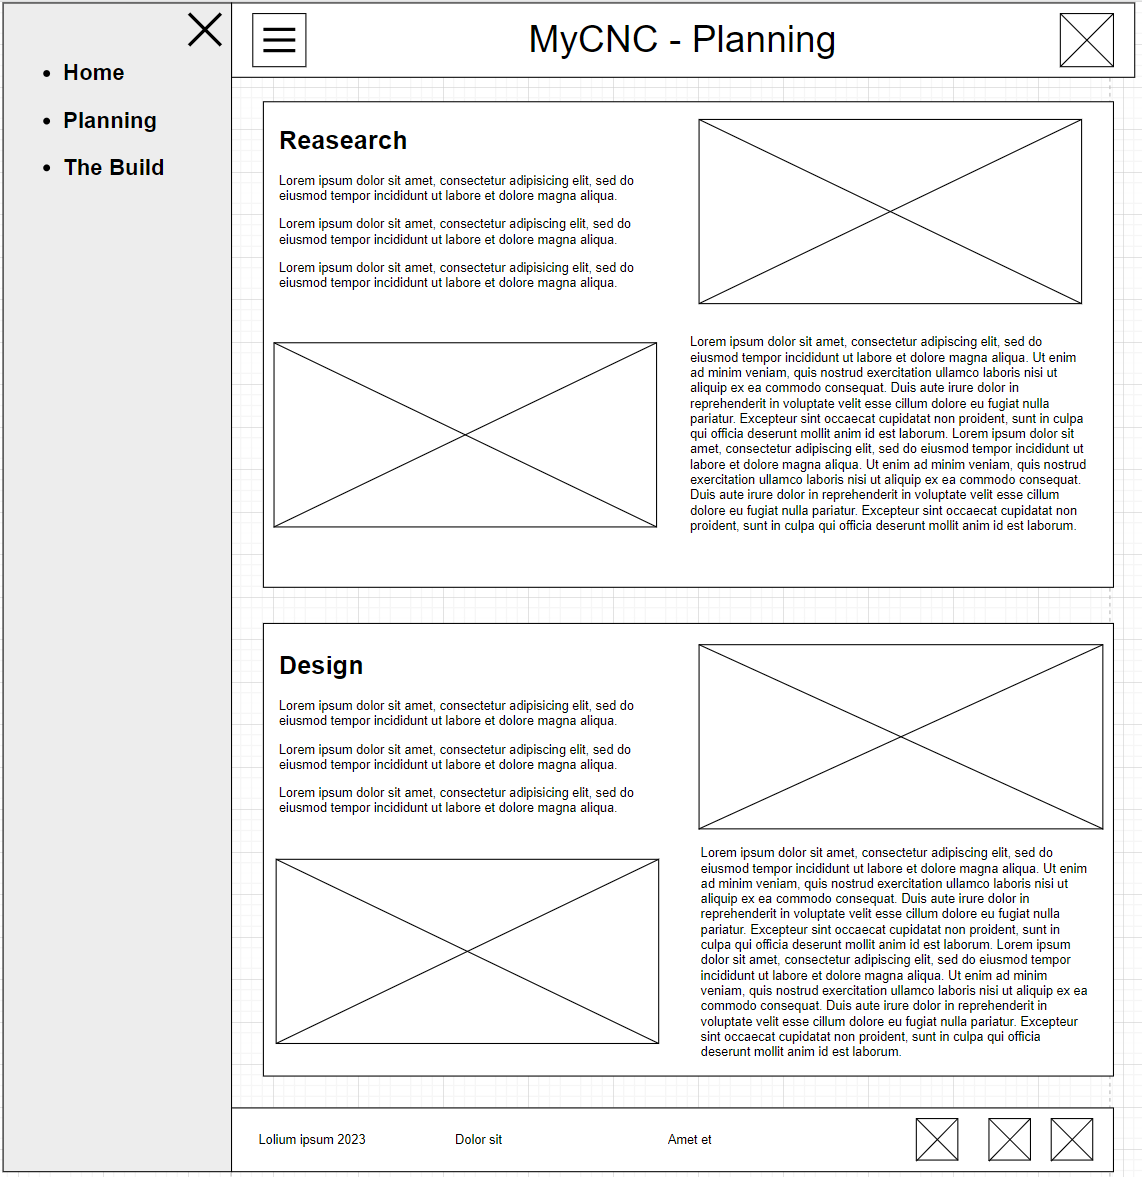 Home
Planning
The Build
MyCNC - Planning
Reasearch
Lorem ipsum dolor sit amet, consectetur adipisicing elit, sed do
eiusmod tempor incididunt ut labore et dolore magna aliqua.
Lorem ipsum dolor sit amet, consectetur adipiscing elit, sed do
eiusmod tempor incididunt ut labore et dolore magna aliqua.
Lorem ipsum dolor sit amet, consectetur adipisicing elit, sed do
eiusmod tempor incididunt ut labore et dolore magna aliqua.
Lorem ipsum dolor sit amet, consectetur adipiscing elit, sed do
eiusmod tempor incididunt ut labore et dolore magna aliqua. Ut enim
ad minim veniam, quis nostrud exercitation ullamco laboris nisi ut
aliquip ex ea commodo consequat. Duis aute irure dolor in
reprehenderit in voluptate velit esse cillum dolore eu fugiat nulla
pariatur. Excepteur sint occaecat cupidatat non proident, sunt in culpa
qui officia deserunt mollit anim id est laborum. Lorem ipsum dolor sit
amet, consectetur adipiscing elit, sed do eiusmod tempor incididunt ut
labore et dolore magna aliqua. Ut enim ad minim veniam, quis nostrud
exercitation ullamco laboris nisi ut aliquip ex ea commodo consequat.
Duis aute irure dolor in reprehenderit in voluptate velit esse cillum
dolore eu fugiat nulla pariatur. Excepteur sint occaecat cupidatat non
proident, sunt in culpa qui officia deserunt mollit anim id est laborum.
Design
Lorem ipsum dolor sit amet, consectetur adipisicing elit, sed do
eiusmod tempor incididunt ut labore et dolore magna aliqua.
Lorem ipsum dolor sit amet, consectetur adipiscing elit, sed do
eiusmod tempor incididunt ut labore et dolore magna aliqua.
Lorem ipsum dolor sit amet, consectetur adipisicing elit, sed do
eiusmod tempor incididunt ut labore et dolore magna aliqua.
Lorem ipsum dolor sit amet, consectetur adipiscing elit, sed do
eiusmod tempor incididunt ut labore et dolore magna aliqua. Ut enim
ad minim veniam, quis nostrud exercitation ullamco laboris nisi ut
aliquip ex ea commodo consequat. Duis aute irure dolor in
reprehenderit in voluptate velit esse cillum dolore eu fugiat nulla
pariatur. Excepteur sint occaecat cupidatat non proident, sunt in
culpa qui officia deserunt mollit anim id est laborum. Lorem ipsum
dolor sit amet, consectetur adipiscing elit, sed do eiusmod tempor
incididunt ut labore et dolore magna aliqua. Ut enim ad minim
veniam, quis nostrud exercitation ullamco laboris nisi ut aliquip ex ea
commodo consequat. Duis aute irure dolor in reprehenderit in
voluptate velit esse cillum dolore eu fugiat nulla pariatur. Excepteur
sint occaecat cupidatat non proident, sunt in culpa qui officia
deserunt mollit anim id est laborum.
Lolium ipsum 2023
Dolor sit
Amet et